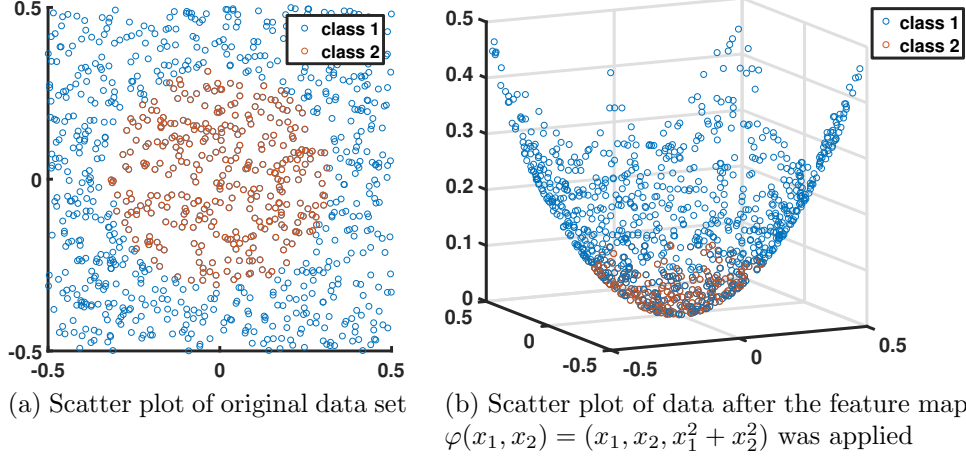 0.5
class 1
class 2
0
-0.5
-0.5
0
0.5
(a) Scatter plot of original data set
0.5
class 1
class 2
0.4
0.3
0.2
0.1
0
0.5
0
-0.5
-0.5
0
0.5
(b) Scatter plot of data after the feature map
φ(x₁, x₂) = (x₁, x₂, x₁² + x₂²) was applied